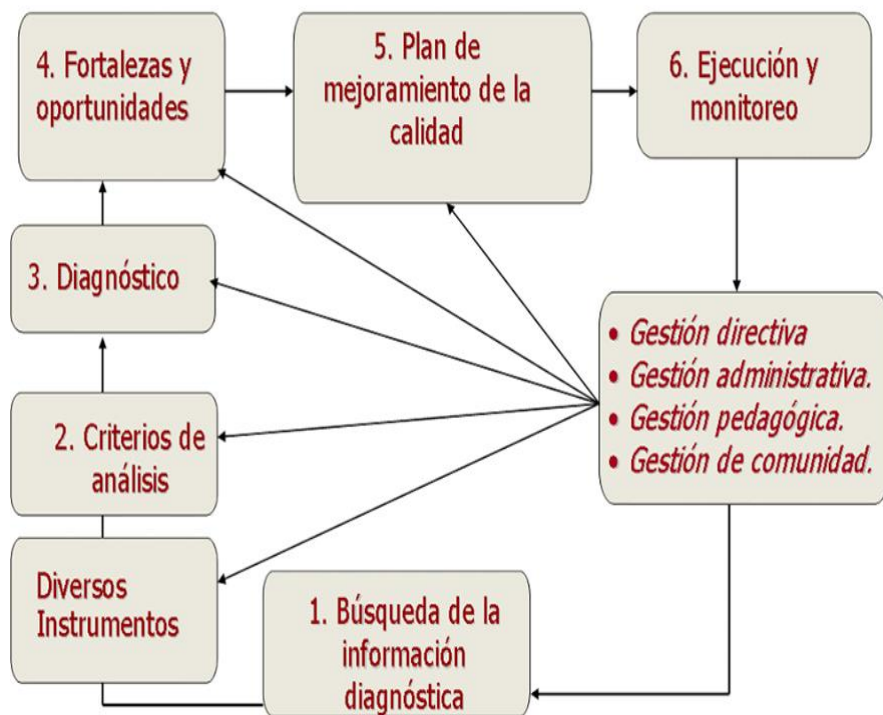 4. Fortalezas y
oportunidades
5. Plan de
mejoramiento de la
calidad
6. Ejecución y
monitoreo
3. Diagnóstico
• Gestión directiva
• Gestión administrativa.
• Gestión pedagógica.
• Gestión de comunidad.
2. Criterios de
análisis
Diversos
Instrumentos
1. Búsqueda de la
información
diagnóstica